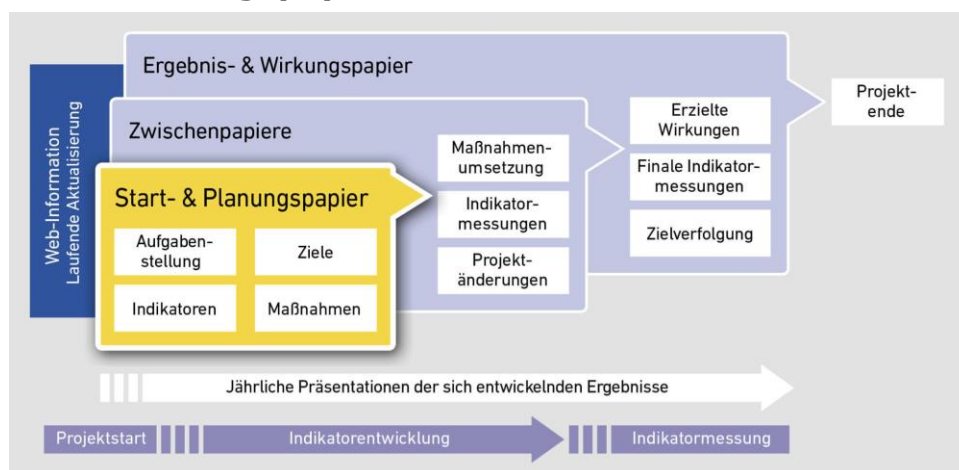 Ergebnis- & Wirkungspapier
Projekt-
ende
Web-Information
Laufende Aktualisierung
Zwischenpapiere
Erzielte
Wirkungen
Maßnahmen-
umsetzung
Finale Indikator-
messungen
Start- & Planungspapier
Indikator-
messungen
Zielverfolgung
Aufgaben-
stellung
Ziele
Projekt-
änderungen
Indikatoren
Maßnahmen
Jährliche Präsentationen der sich entwickelnden Ergebnisse
Projektstart
Indikatorentwicklung
Indikatormessung